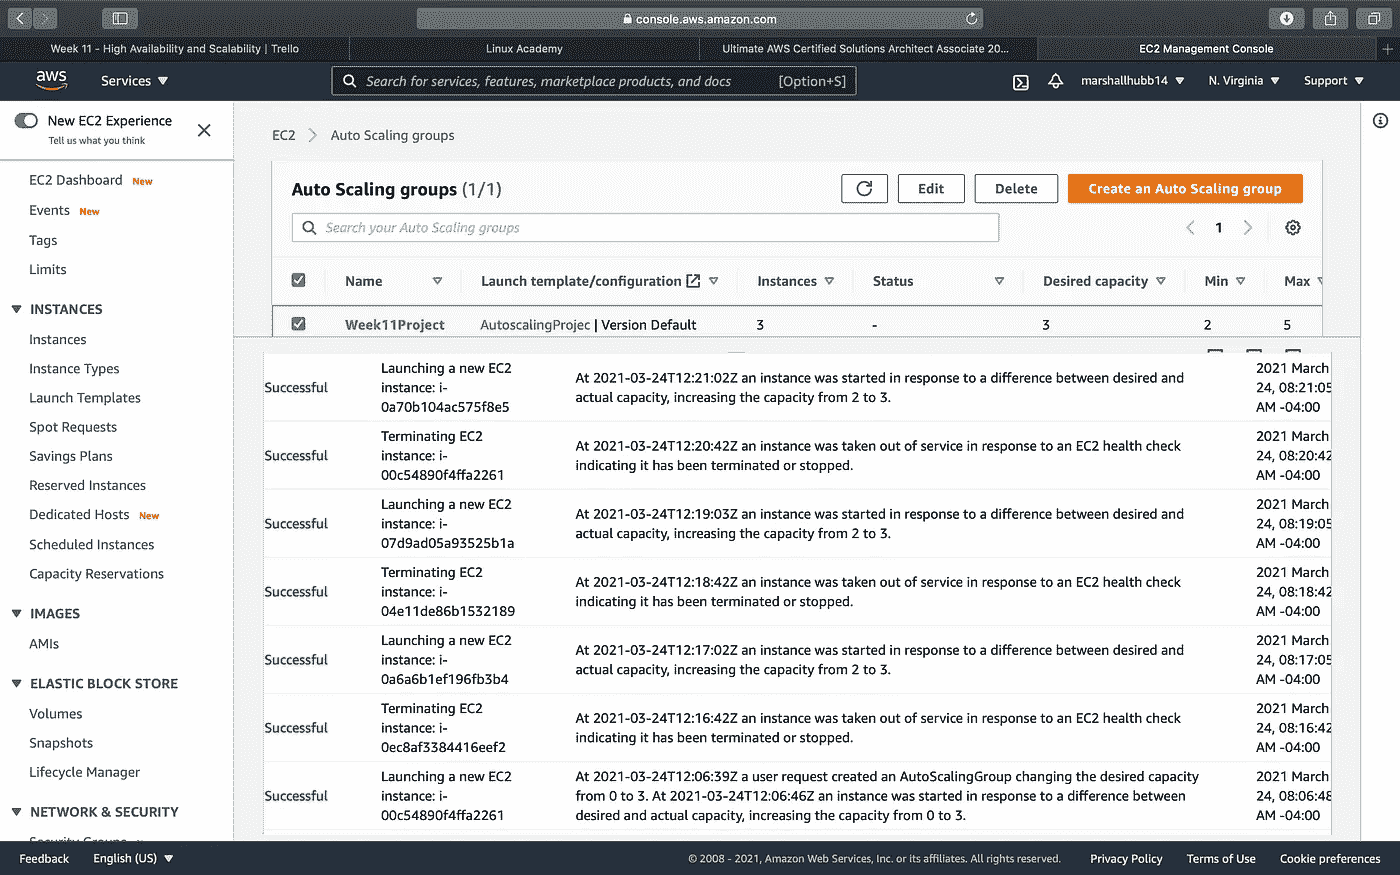 console.aws.amazon.com
Week 11 - High Availability and Scalability | Trello
Linux Academy
Ultimate AWS Certified Solutions Architect Associate 20...
EC2 Management Console
aws
Services
Search for services, features, marketplace products, and docs
[Option+S]
marshallhubb14
N. Virginia
Support
New EC2 Experience
Tell us what you think
EC2 Dashboard New
Events New
Tags
Limits
INSTANCES
Instances
Instance Types
Launch Templates
Spot Requests
Savings Plans
Reserved Instances
Dedicated Hosts New
Scheduled Instances
Capacity Reservations
IMAGES
AMIs
ELASTIC BLOCK STORE
Volumes
Snapshots
Lifecycle Manager
NETWORK & SECURITY
EC2
Auto Scaling groups
Auto Scaling groups (1/1)
Edit
Delete
Create an Auto Scaling group
Search your Auto Scaling groups
1
Name
Launch template/configuration
Instances
Status
Desired capacity
Min
Max
Week11Project
AutoscalingProjec | Version Default
3
-
3
2
5
Successful
Launching a new EC2
instance: i-
0a70b104ac575f8e5
At 2021-03-24T12:21:02Z an instance was started in response to a difference between desired and
actual capacity, increasing the capacity from 2 to 3.
2021 March
24, 08:21:05
AM -04:00
Successful
Terminating EC2
instance: i-
00c54890f4ffa2261
At 2021-03-24T12:20:42Z an instance was taken out of service in response to an EC2 health check
indicating it has been terminated or stopped.
2021 March
24, 08:20:42
AM -04:00
Successful
Launching a new EC2
instance: i-
07d9ad05a93525b1a
At 2021-03-24T12:19:03Z an instance was started in response to a difference between desired and
actual capacity, increasing the capacity from 2 to 3.
2021 March
24, 08:19:05
AM -04:00
Successful
Terminating EC2
instance: i-
04e11de86b1532189
At 2021-03-24T12:18:42Z an instance was taken out of service in response to an EC2 health check
indicating it has been terminated or stopped.
2021 March
24, 08:18:42
AM -04:00
Successful
Launching a new EC2
instance: i-
0a6a6b1ef196fb3b4
At 2021-03-24T12:17:02Z an instance was started in response to a difference between desired and
actual capacity, increasing the capacity from 2 to 3.
2021 March
24, 08:17:05
AM -04:00
Successful
Terminating EC2
instance: i-
0ec8af3384416eef2
At 2021-03-24T12:16:42Z an instance was taken out of service in response to an EC2 health check
indicating it has been terminated or stopped.
2021 March
24, 08:16:42
AM -04:00
Successful
Launching a new EC2
instance: i-
00c54890f4ffa2261
At 2021-03-24T12:06:39Z a user request created an AutoScalingGroup changing the desired capacity
from 0 to 3. At 2021-03-24T12:06:46Z an instance was started in response to a difference between
desired and actual capacity, increasing the capacity from 0 to 3.
2021 March
24, 08:06:48
AM -04:00
Feedback
English (US)
© 2008 - 2021, Amazon Web Services, Inc. or its affiliates. All rights reserved.
Privacy Policy
Terms of Use
Cookie preferences